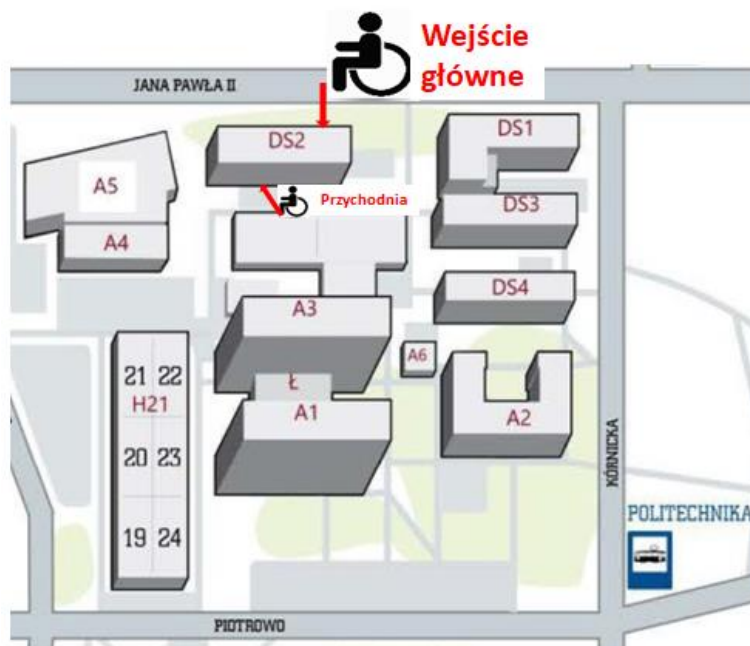 Wejście
główne
JANA PAWŁA II
DS2
DS1
A5
Przychodnia
DS3
A4
DS4
A3
A6
Ł
21 22
H21
A1
A2
20 23
KÓRNICKA
19 24
POLITECHNIKA
PIOTROWO